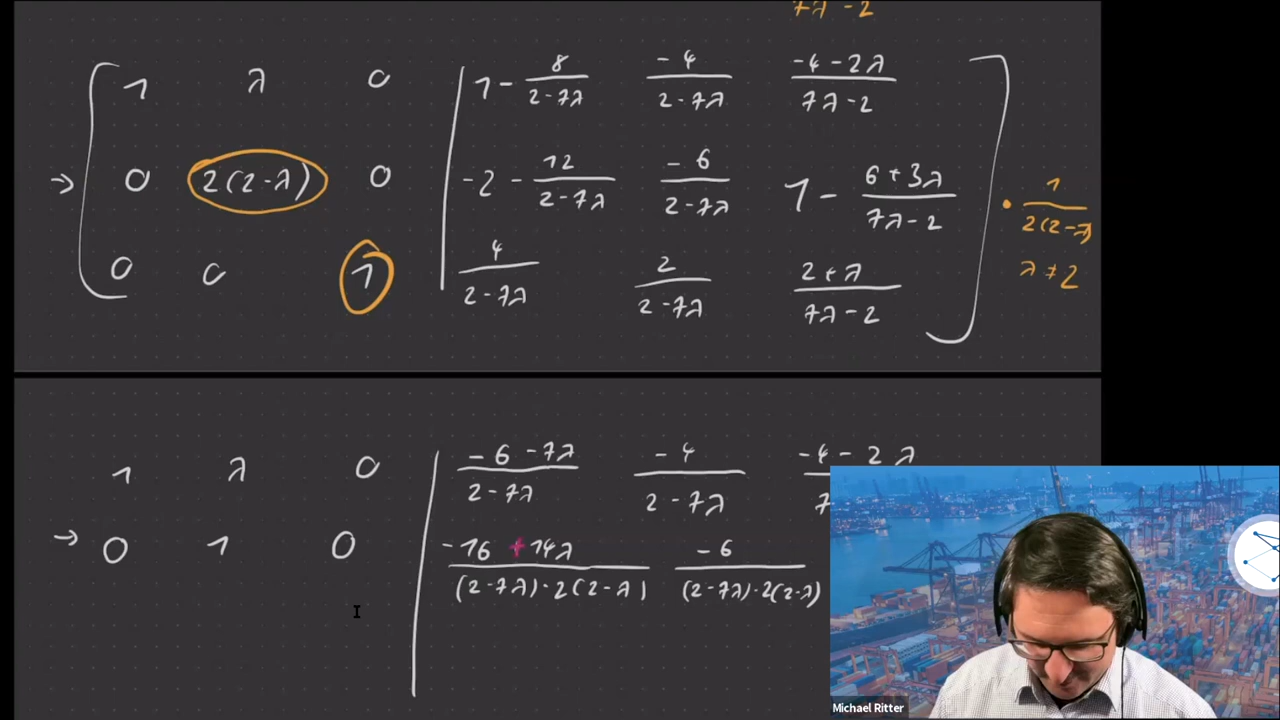 7λ - 2
1 λ 0 | 1 - 8/(2-7λ) -4/(2-7λ) (-4-2λ)/(7λ-2)
→ 0 2(2-λ) 0 | -2 - 12/(2-7λ) -6/(2-7λ) 1 - (6+3λ)/(7λ-2) · 1/(2(2-λ))
λ ≠ 2
0 0 1 | 4/(2-7λ) 2/(2-7λ) (2+λ)/(7λ-2)
1 λ 0 | (-6-7λ)/(2-7λ) -4/(2-7λ) -4-2λ
→ 0 1 0 | (-16+14λ)/((2-7λ)·2(2-λ)) -6/((2-7λ)·2(2-λ))
Michael Ritter